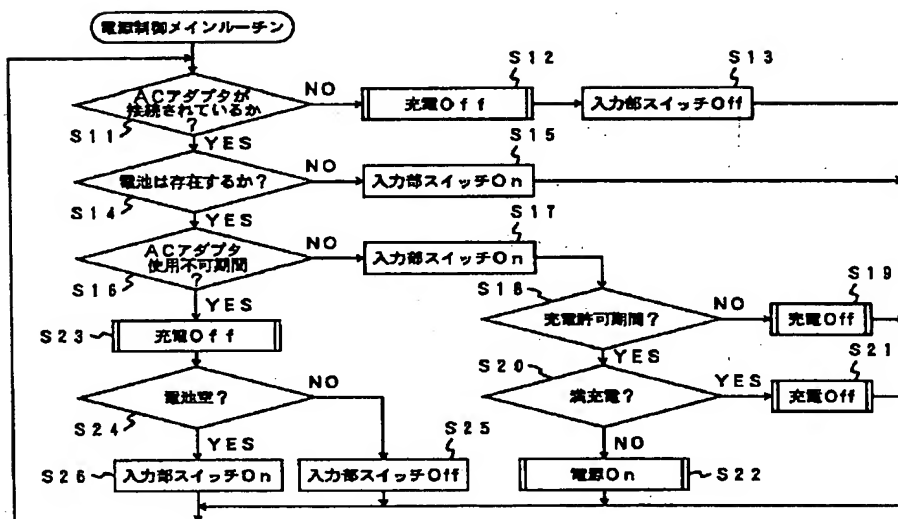 電源制御メインルーチン
S12
S13
ACアダプタが
接続されているか
?
NO
充電Off
入力部スイッチOff
S11
YES
S15
電池は存在するか?
NO
入力部スイッチOn
S14
YES
S17
ACアダプタ
使用不可期間
?
NO
入力部スイッチOn
S16
YES
S18
S19
充電許可期間?
NO
充電Off
S23
充電Off
S20
YES
S21
電池空?
NO
満充電?
YES
充電Off
S24
YES
S25
NO
S26
入力部スイッチOn
入力部スイッチOff
電源On
S22